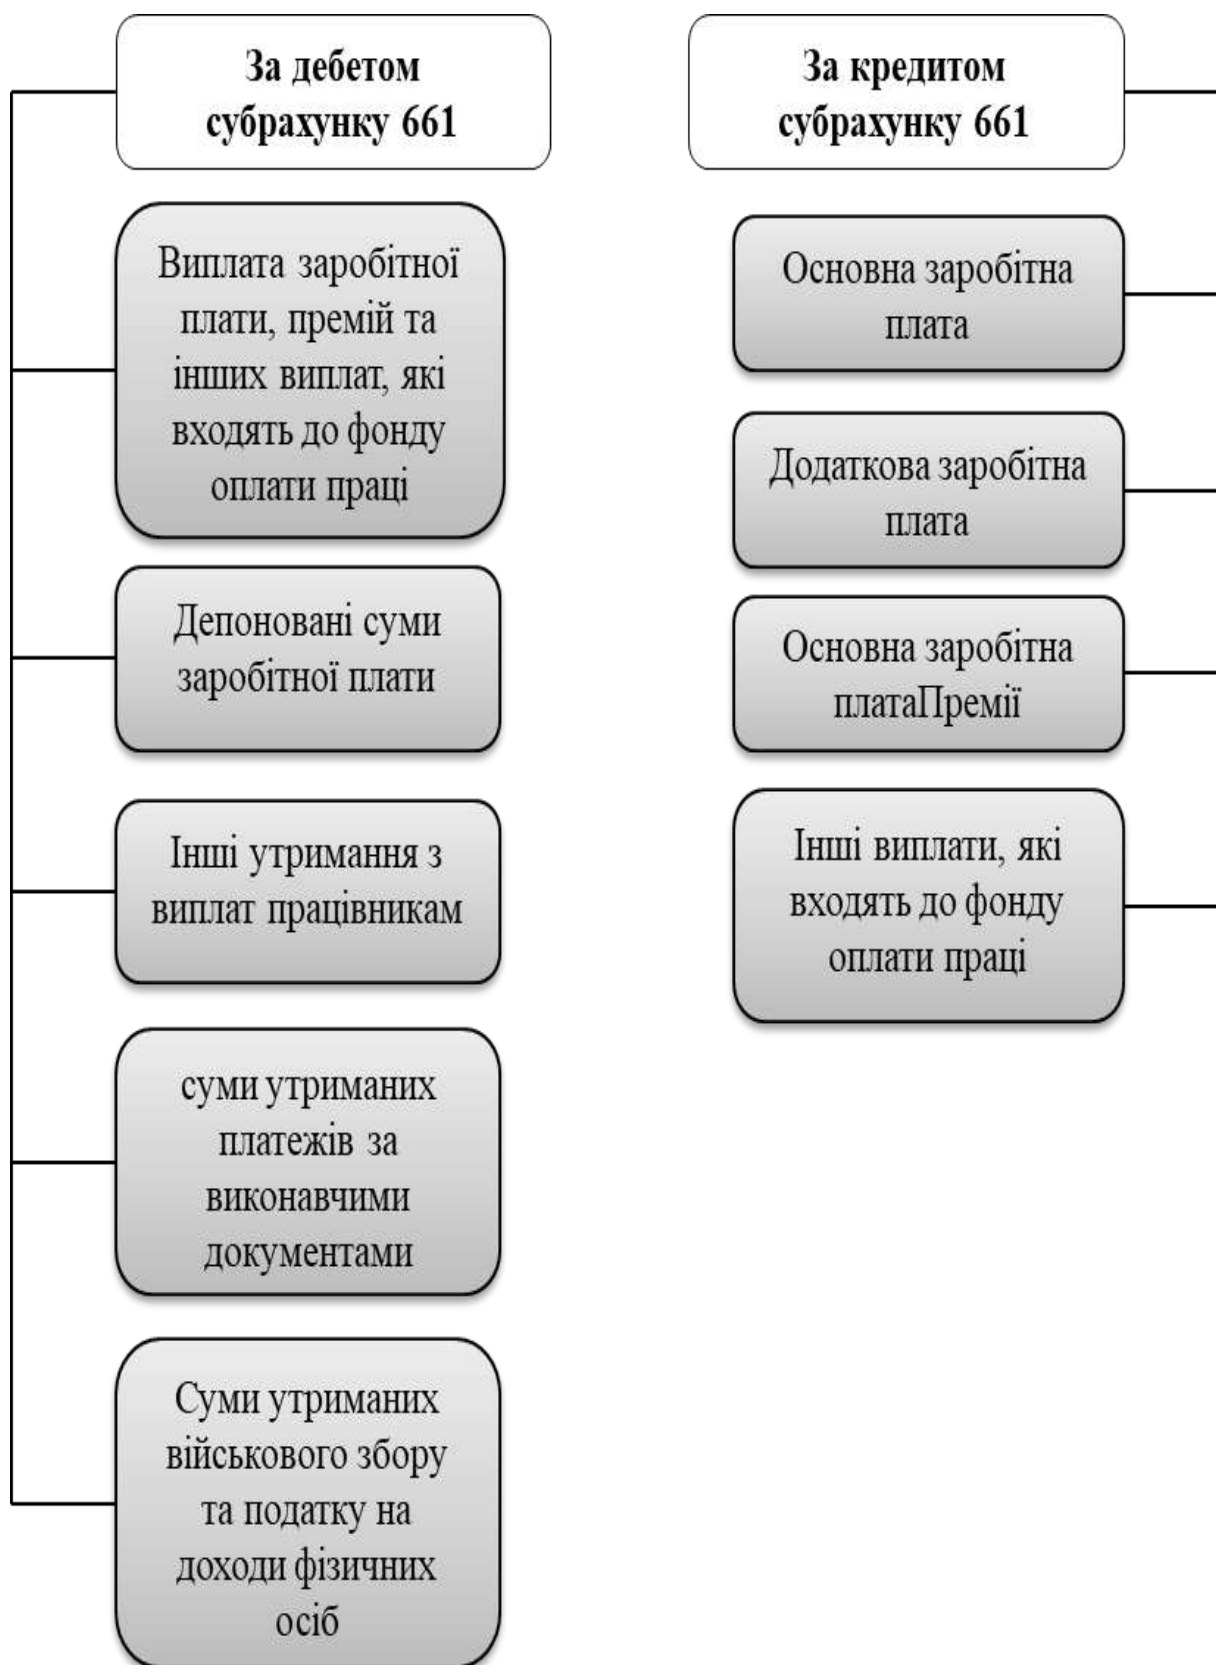 За дебетом
субрахунку 661
Виплата заробітної
плати, премій та
інших виплат, які
входять до фонду
оплати праці
Депоновані суми
заробітної плати
Інші утримання з
виплат працівникам
суми утриманих
платежів за
виконавчими
документами
Суми утриманих
військового збору
та податку на
доходи фізичних
осіб
За кредитом
субрахунку 661
Основна заробітна
плата
Додаткова заробітна
плата
Основна заробітна
платаПремії
Інші виплати, які
входять до фонду
оплати праці